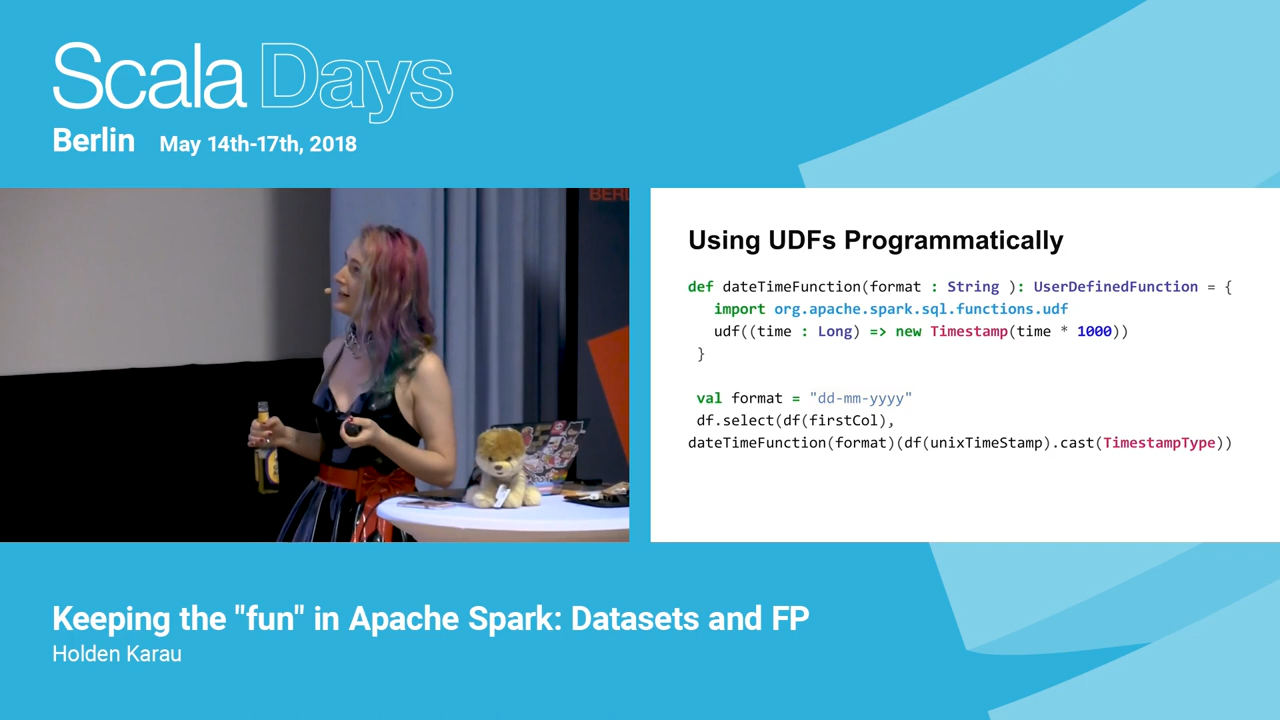 Scala Days
Berlin May 14th-17th, 2018
BERL
Using UDFs Programmatically
def dateTimeFunction(format : String ): UserDefinedFunction = {
import org.apache.spark.sql.functions.udf
udf((time : Long) => new Timestamp(time * 1000))
}
val format = "dd-mm-yyyy"
df.select(df(firstCol),
dateTimeFunction(format)(df(unixTimeStamp).cast(TimestampType))
Keeping the "fun" in Apache Spark: Datasets and FP
Holden Karau